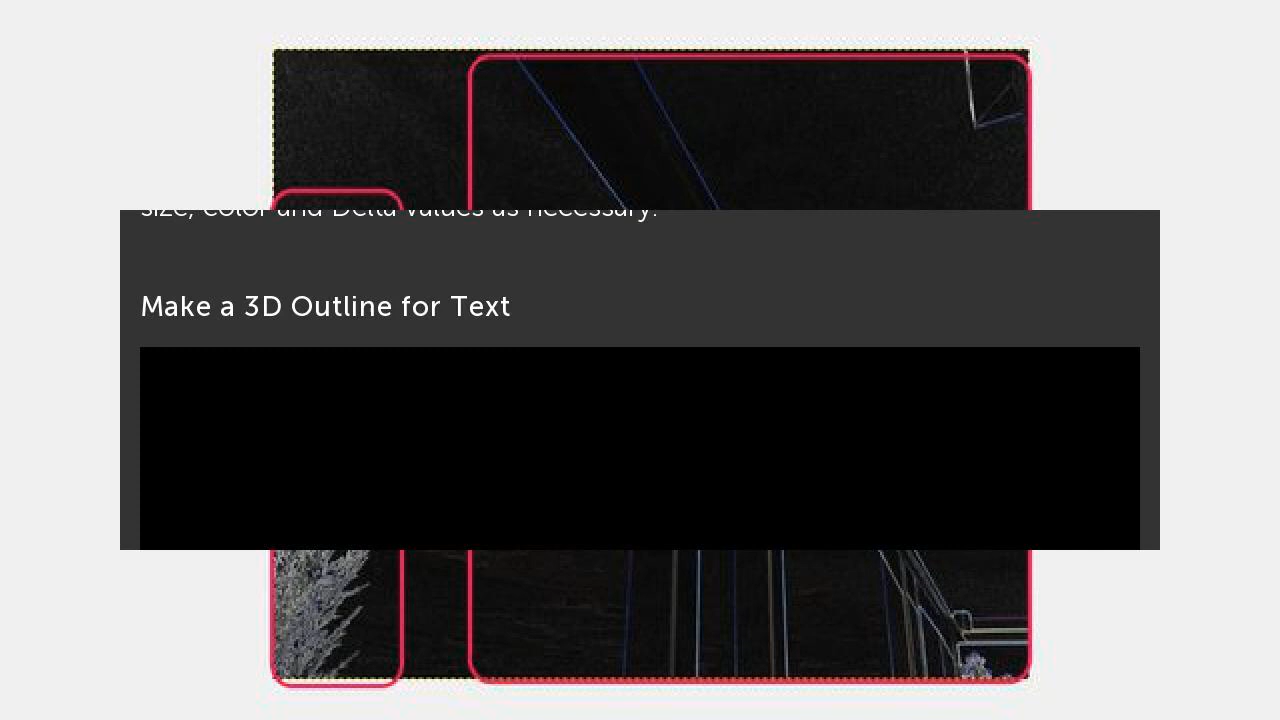 size, color and Delta values as necessary.
Make a 3D Outline for Text